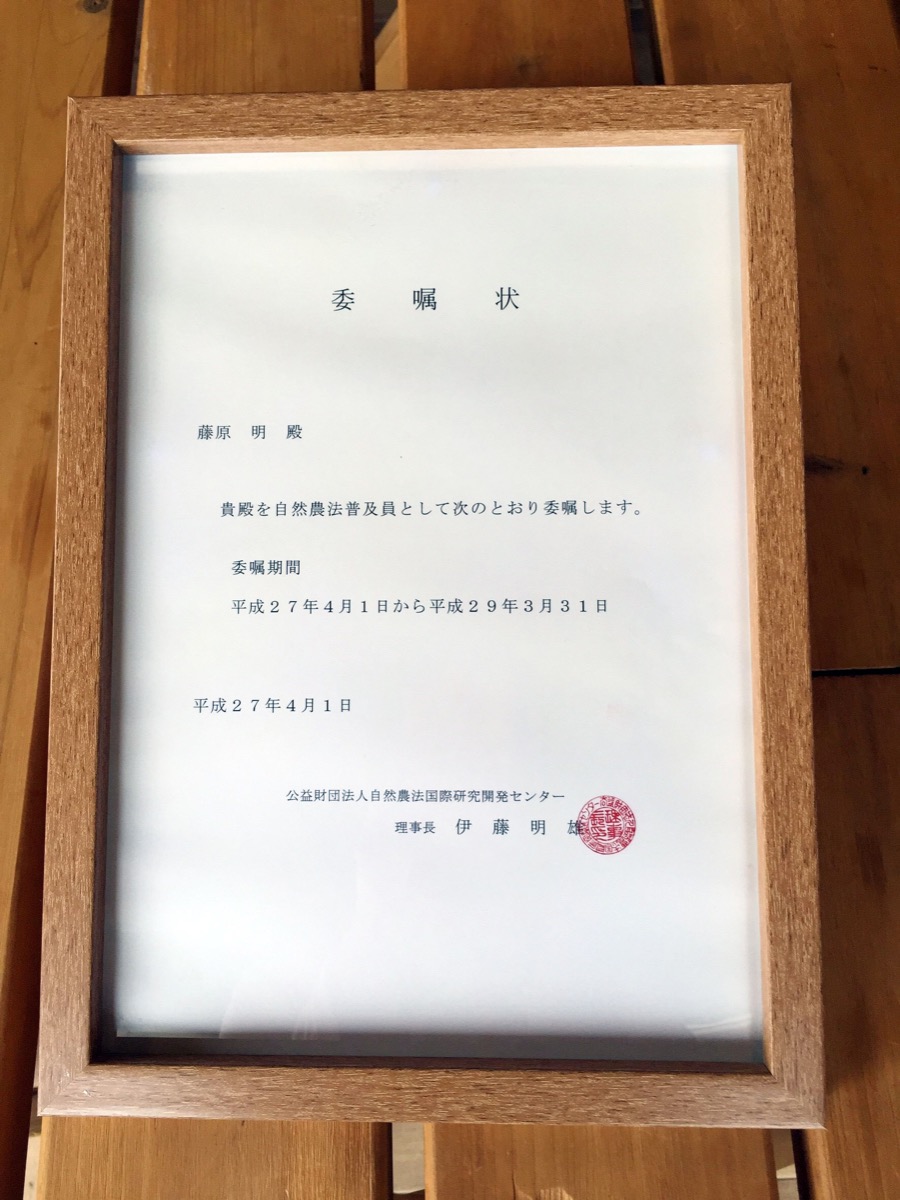 委嘱状
藤原 明 殿
貴殿を自然農法普及員として次のとおり委嘱します。
委嘱期間
平成27年4月1日から平成29年3月31日
平成27年4月1日
公益財団法人自然農法国際研究開発センター
理事長 伊藤明雄